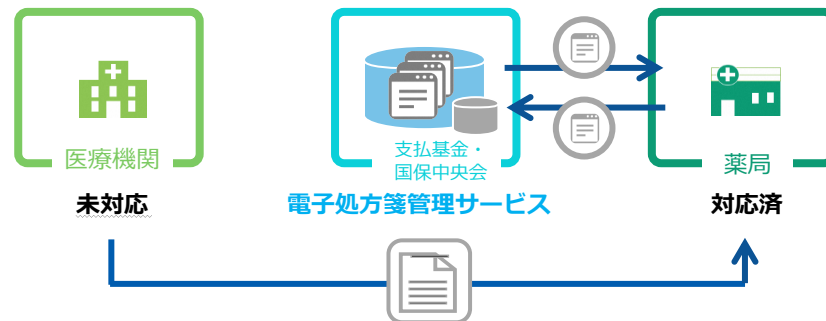 医療機関
未対応
支払基金・
国保中央会
電子処方箋管理サービス
薬局
対応済